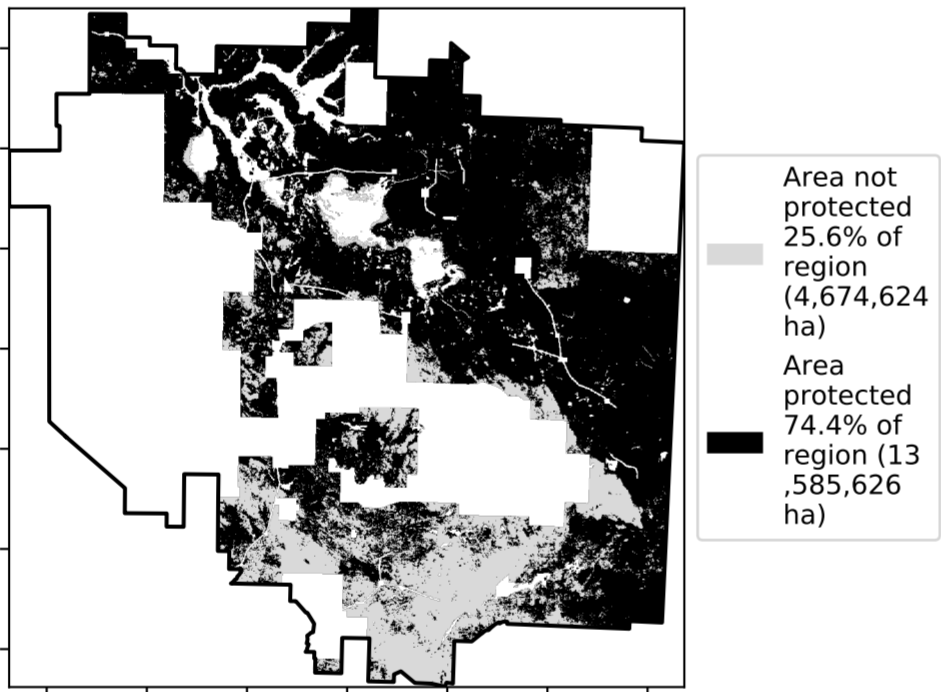 Area not
protected
25.6% of
region
(4,674,624
ha)
Area
protected
74.4% of
region (13
,585,626
ha)